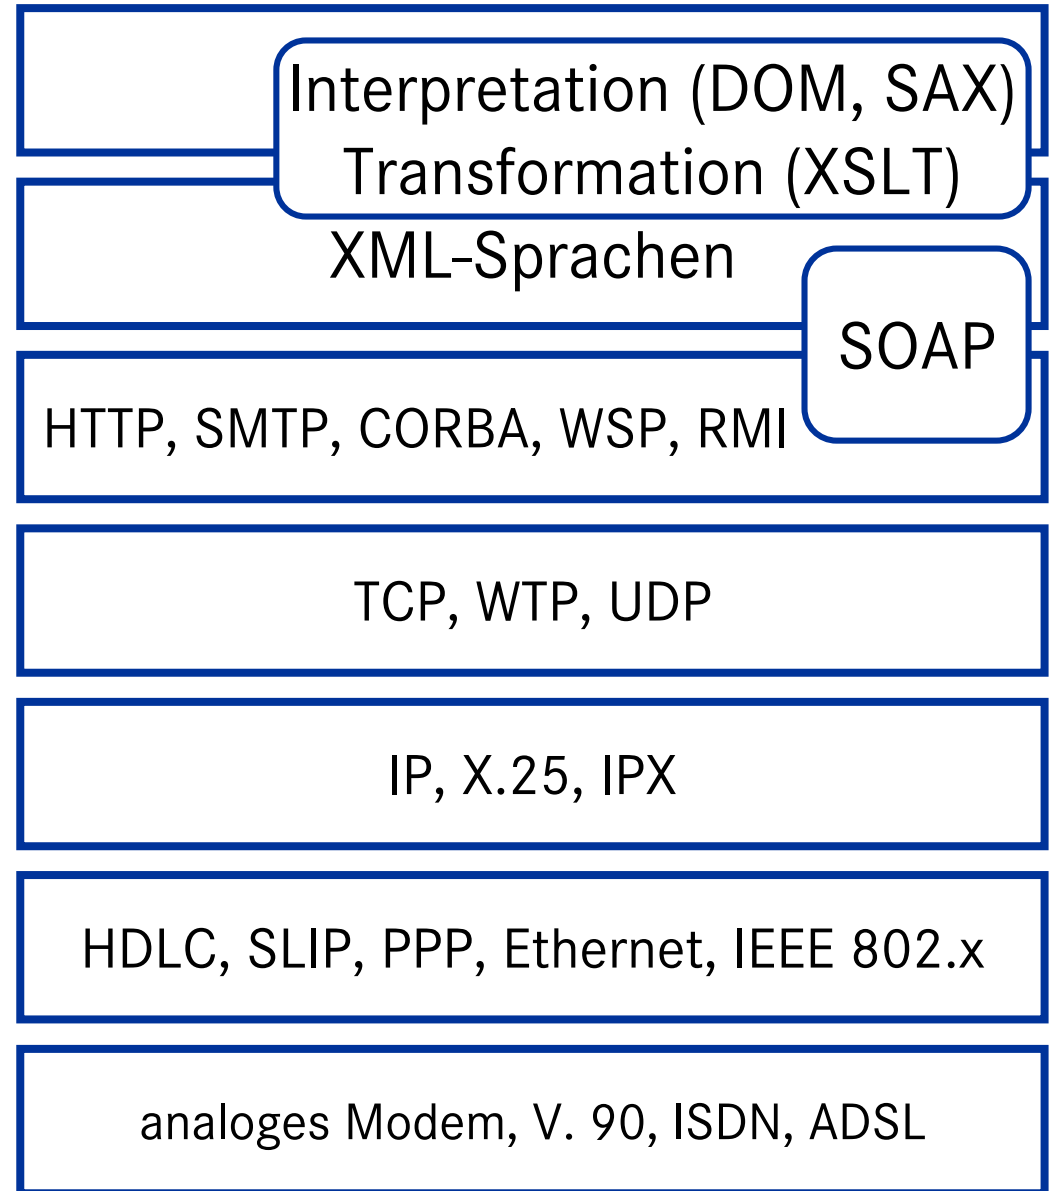 Interpretation (DOM, SAX)
Transformation (XSLT)
XML-Sprachen
SOAP
HTTP, SMTP, CORBA, WSP, RMI
TCP, WTP, UDP
IP, X.25, IPX
HDLC, SLIP, PPP, Ethernet, IEEE 802.x
analoges Modem, V. 90, ISDN, ADSL